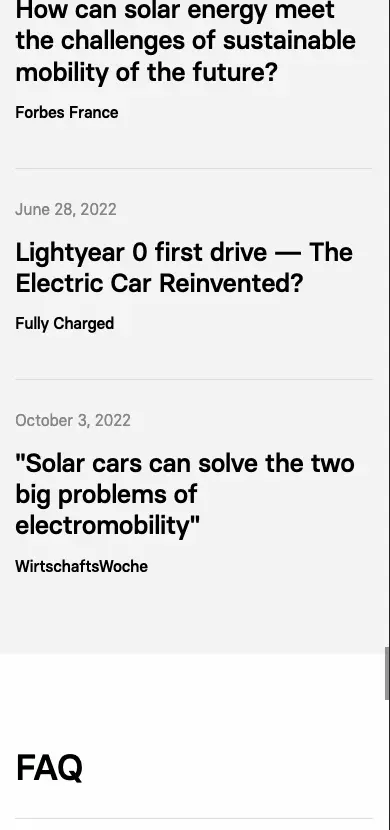 How can solar energy meet
the challenges of sustainable
mobility of the future?
Forbes France
June 28, 2022
Lightyear 0 first drive — The
Electric Car Reinvented?
Fully Charged
October 3, 2022
"Solar cars can solve the two
big problems of
electromobility"
WirtschaftsWoche
FAQ